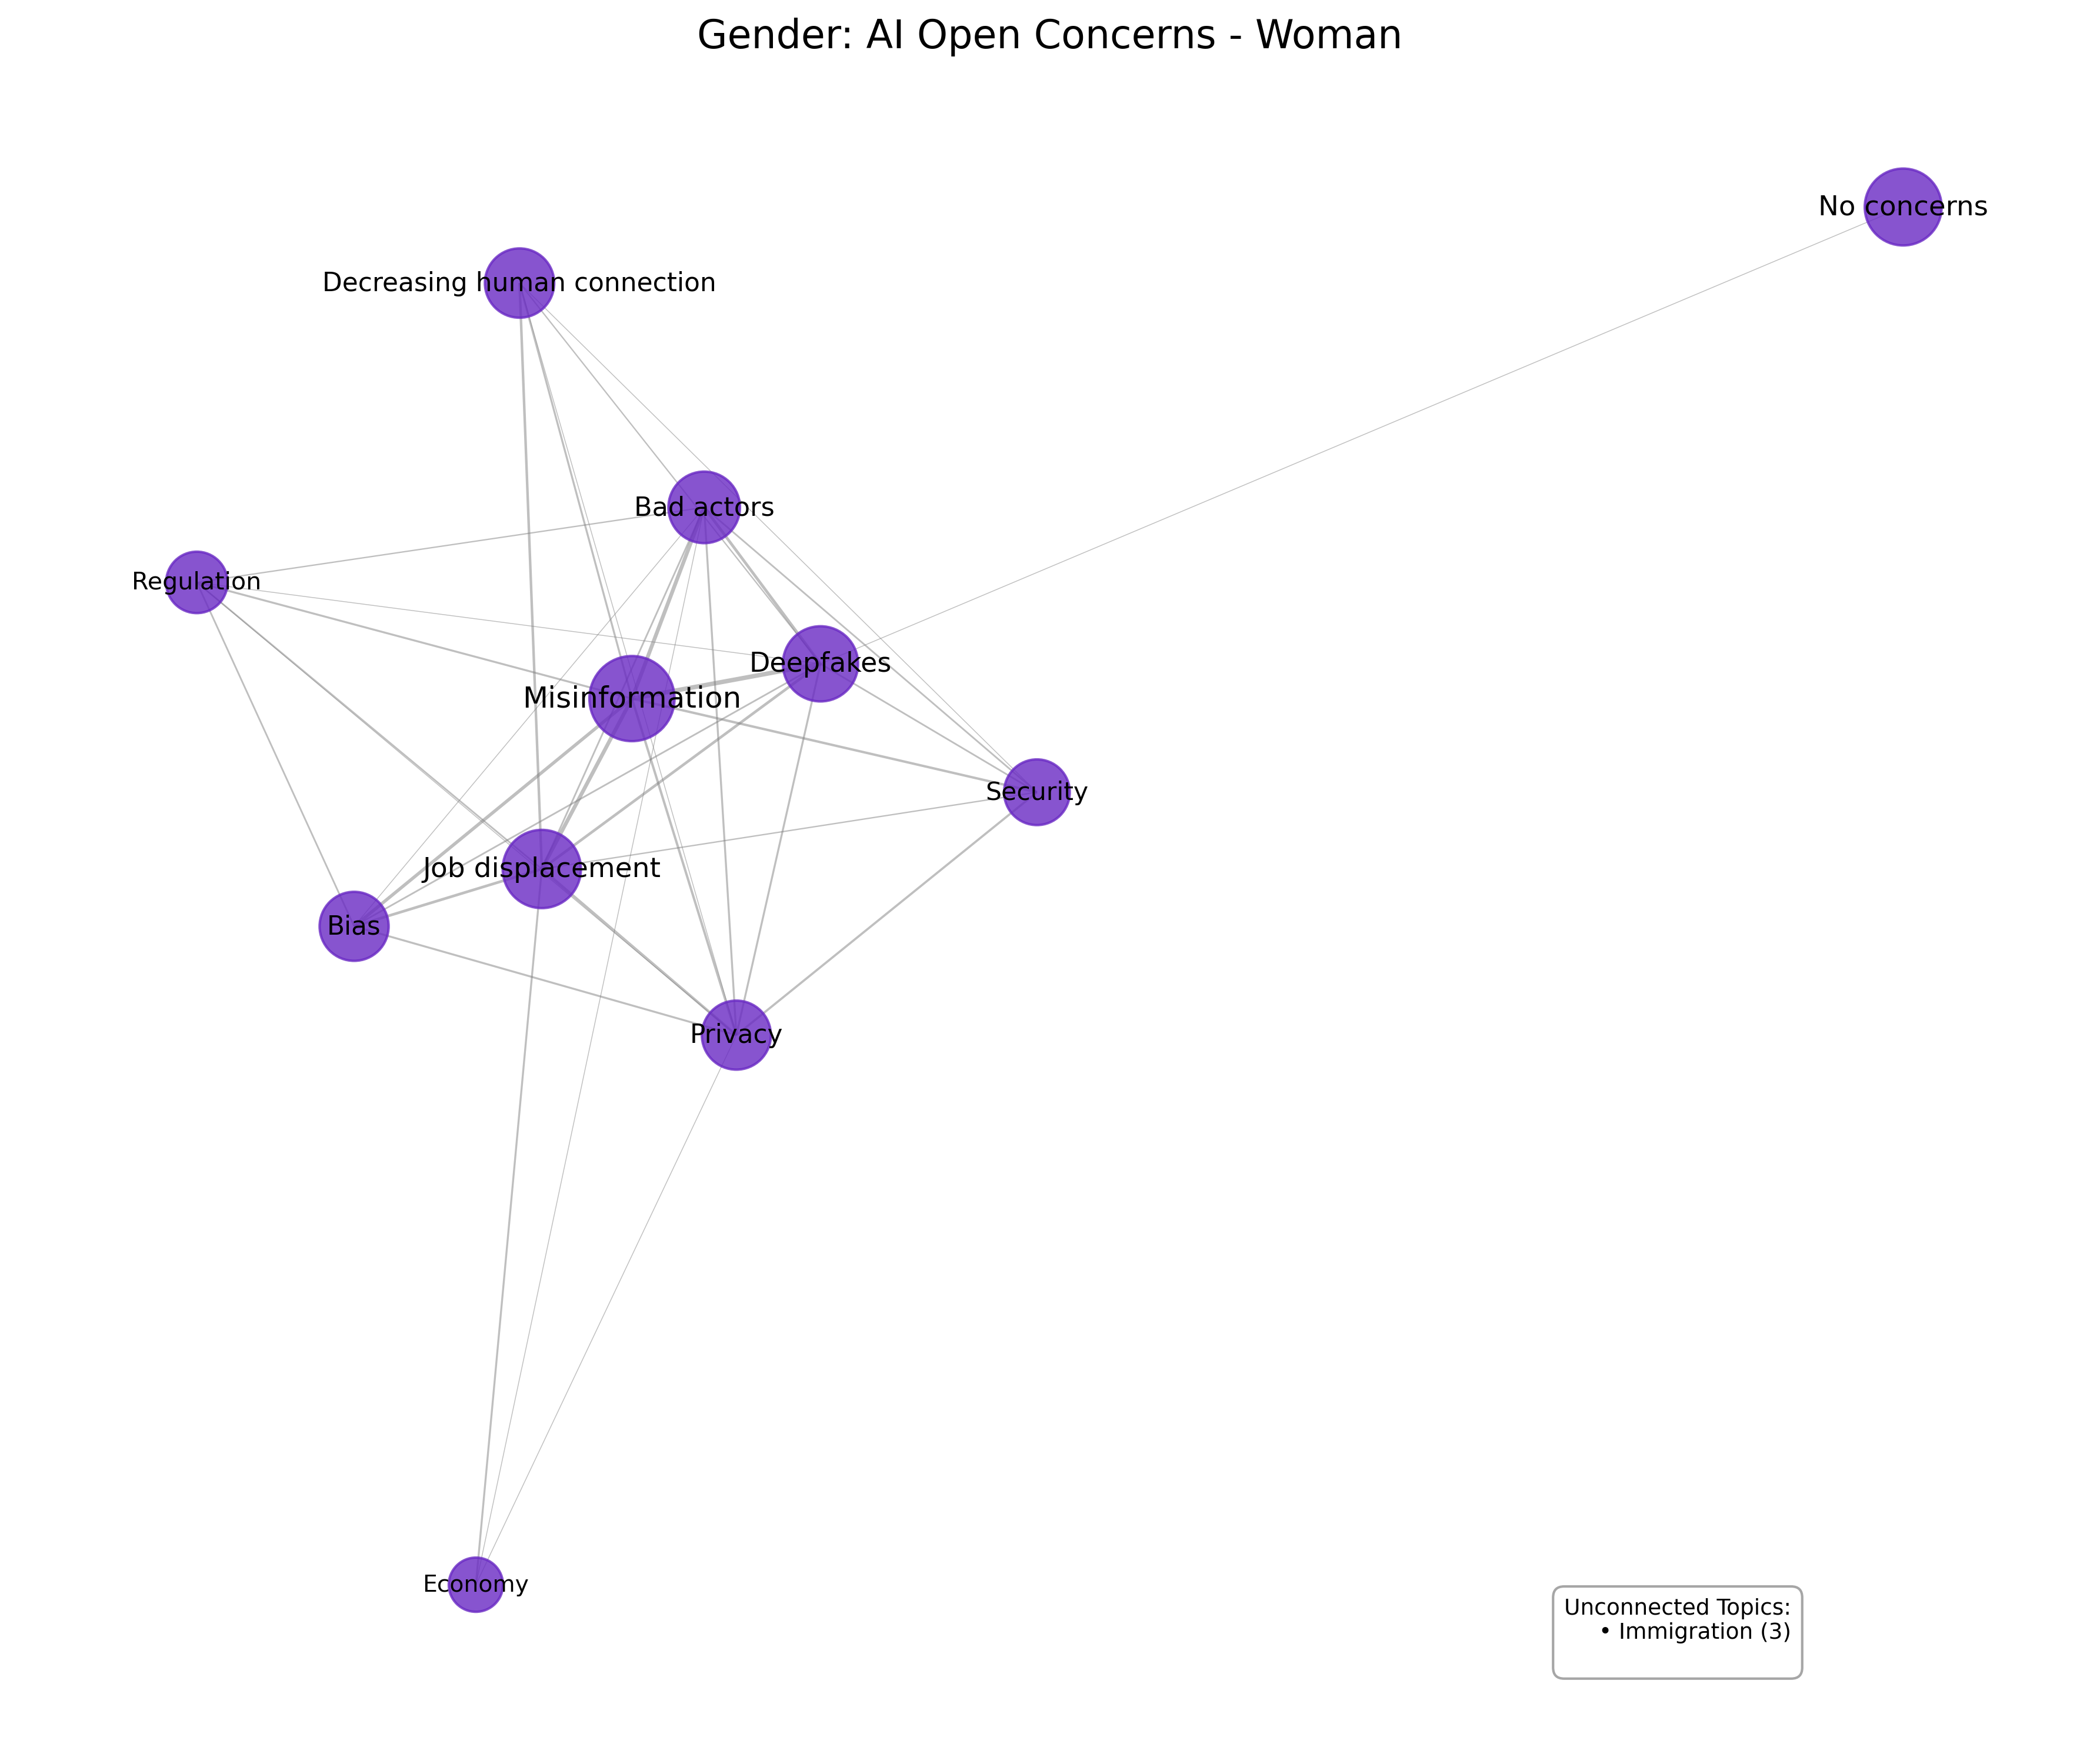 Gender: AI Open Concerns - Woman
No concerns
Decreasing human connection
Bad actors
Regulation
Deepfakes
Misinformation
Security
Job displacement
Bias
Privacy
Economy
Unconnected Topics:
• Immigration (3)